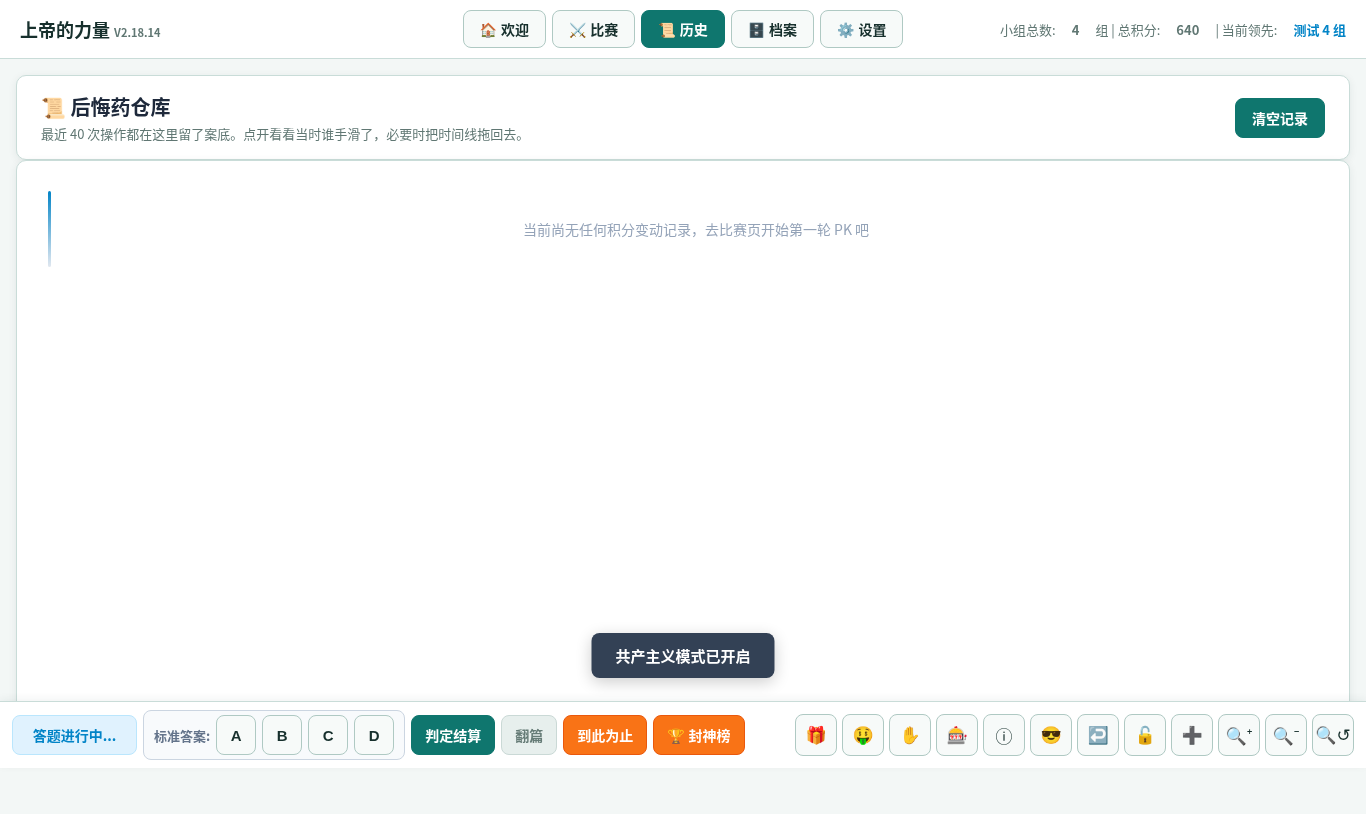 上帝的力量 V2.18.14
🏠 欢迎
⚔️ 比赛
📜 历史
🗄️ 档案
⚙️ 设置
小组总数: 4 组 | 总积分: 640 | 当前领先: 测试 4 组
📜 后悔药仓库
最近 40 次操作都在这里留了案底。点开看看当时谁手滑了，必要时把时间线拖回去。
清空记录
当前尚无任何积分变动记录，去比赛页开始第一轮 PK 吧
共产主义模式已开启
答题进行中...
标准答案: A B C D
判定结算
翻篇
到此为止
🏆 封神榜